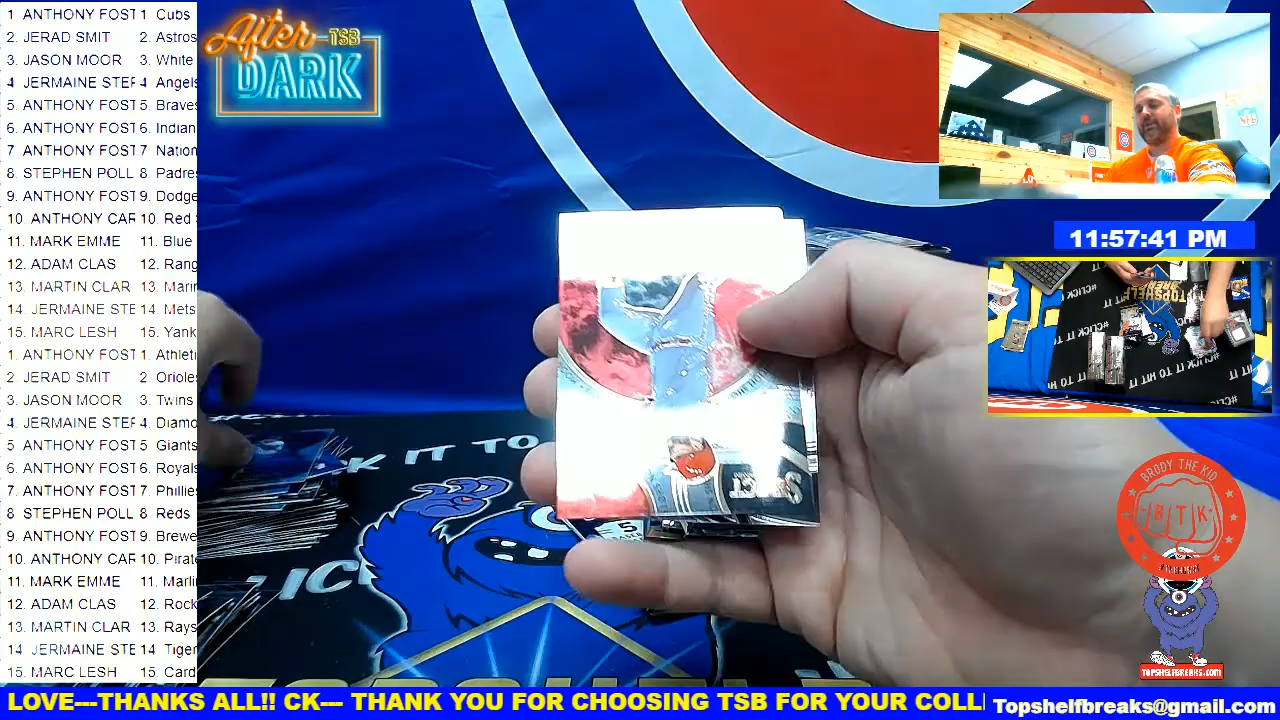 1 ANTHONY FOST 1 Cubs
2. JERAD SMIT 2. Astros
3. JASON MOOR 3. White
4 JERMAINE STEF 4 Angels
5. ANTHONY FOST 5. Braves
6. ANTHONY FOST 6. Indian
7 ANTHONY FOST 7 Nation
8. STEPHEN POLL 8. Padres
9. ANTHONY FOST 9. Dodge
10 ANTHONY CAR 10 Red
11. MARK EMME 11. Blue
12. ADAM CLAS 12. Rang
13. MARTIN CLAR 13. Marin
14 JERMAINE STE 14 Mets
15. MARC LESH 15. Yank
1. ANTHONY FOST 1. Athleti
2 JERAD SMIT 2 Oriole
3. JASON MOOR 3. Twins
4. JERMAINE STEF 4. Diamo
5 ANTHONY FOST 5 Giants
6. ANTHONY FOST 6. Royals
7. ANTHONY FOST 7. Phillies
8 STEPHEN POLL 8 Reds
9. ANTHONY FOST 9. Brewe
10. ANTHONY CAR 10. Pirate
11. MARK EMME 11. Marli
12. ADAM CLAS 12. Rock
13. MARTIN CLAR 13. Rays
14 JERMAINE STE 14 Tiger
15. MARC LESH 15. Card
After TSB
DARK
11:57:41 PM
SELECT
K IT TO
LICK
BRODY THE KID
BTK
TOPSHELFBREAKS.COM
LOVE---THANKS ALL!! CK--- THANK YOU FOR CHOOSING TSB FOR YOUR COLL
Topshelfbreaks@gmail.com